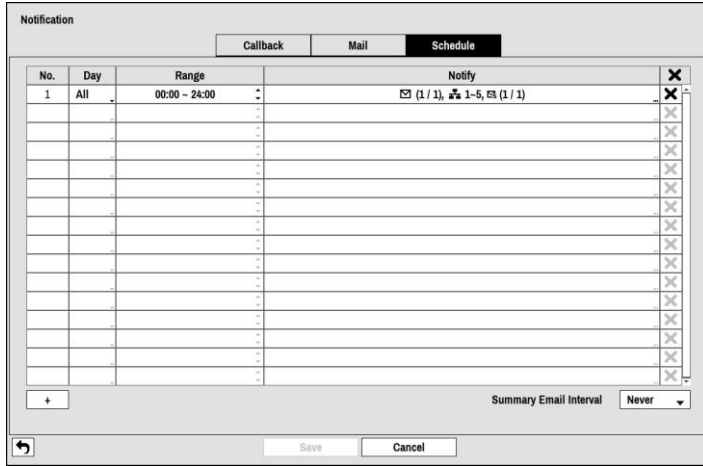 Notification
Callback Mail Schedule
No. Day Range Notify
1 All 00:00 ~ 24:00 (1 / 1), 1~5, (1 / 1)
+ Summary Email Interval Never
Save Cancel